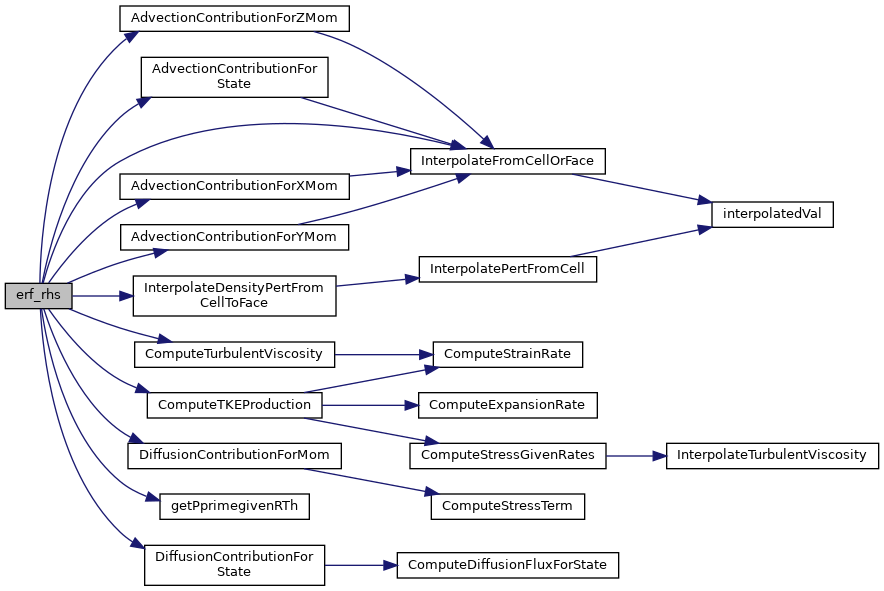 erf_rhs
AdvectionContributionForZMom
AdvectionContributionFor
State
AdvectionContributionForXMom
AdvectionContributionForYMom
InterpolateDensityPertFrom
CellToFace
ComputeTurbulentViscosity
ComputeTKEProduction
DiffusionContributionForMom
getPprimegivenRTh
DiffusionContributionFor
State
InterpolateFromCellOrFace
InterpolatePertFromCell
ComputeStrainRate
ComputeExpansionRate
ComputeStressGivenRates
ComputeStressTerm
ComputeDiffusionFluxForState
interpolatedVal
InterpolateTurbulentViscosity